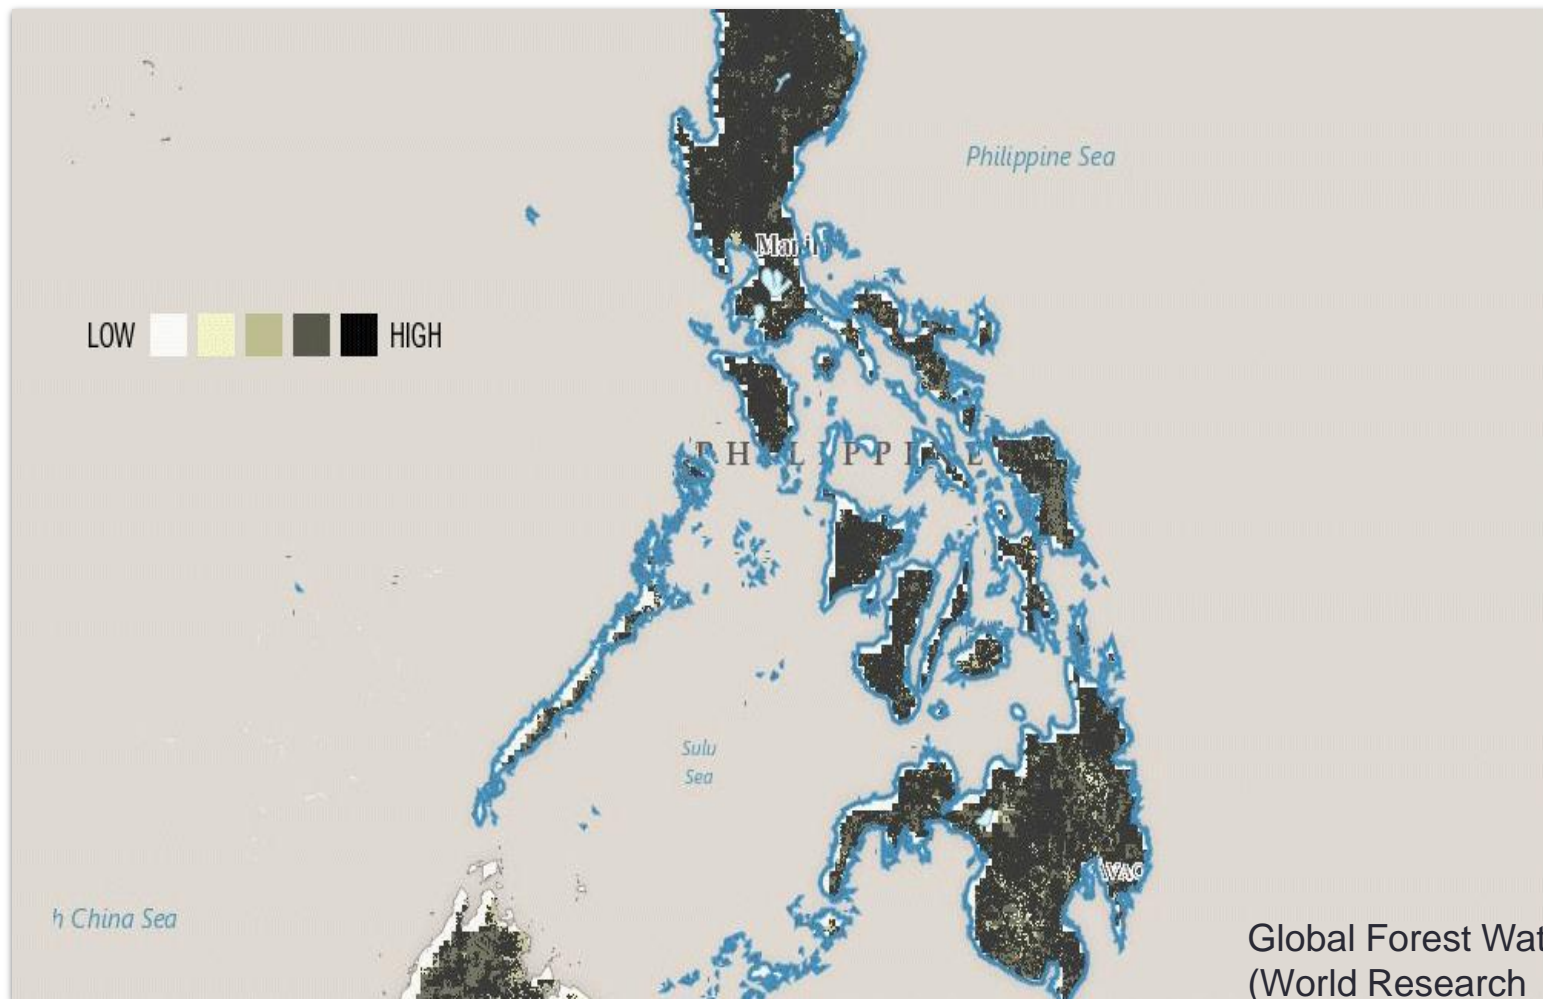 Philippine Sea
LOW HIGH
Sulu
Sea
h China Sea
Global Forest Wat
(World Research